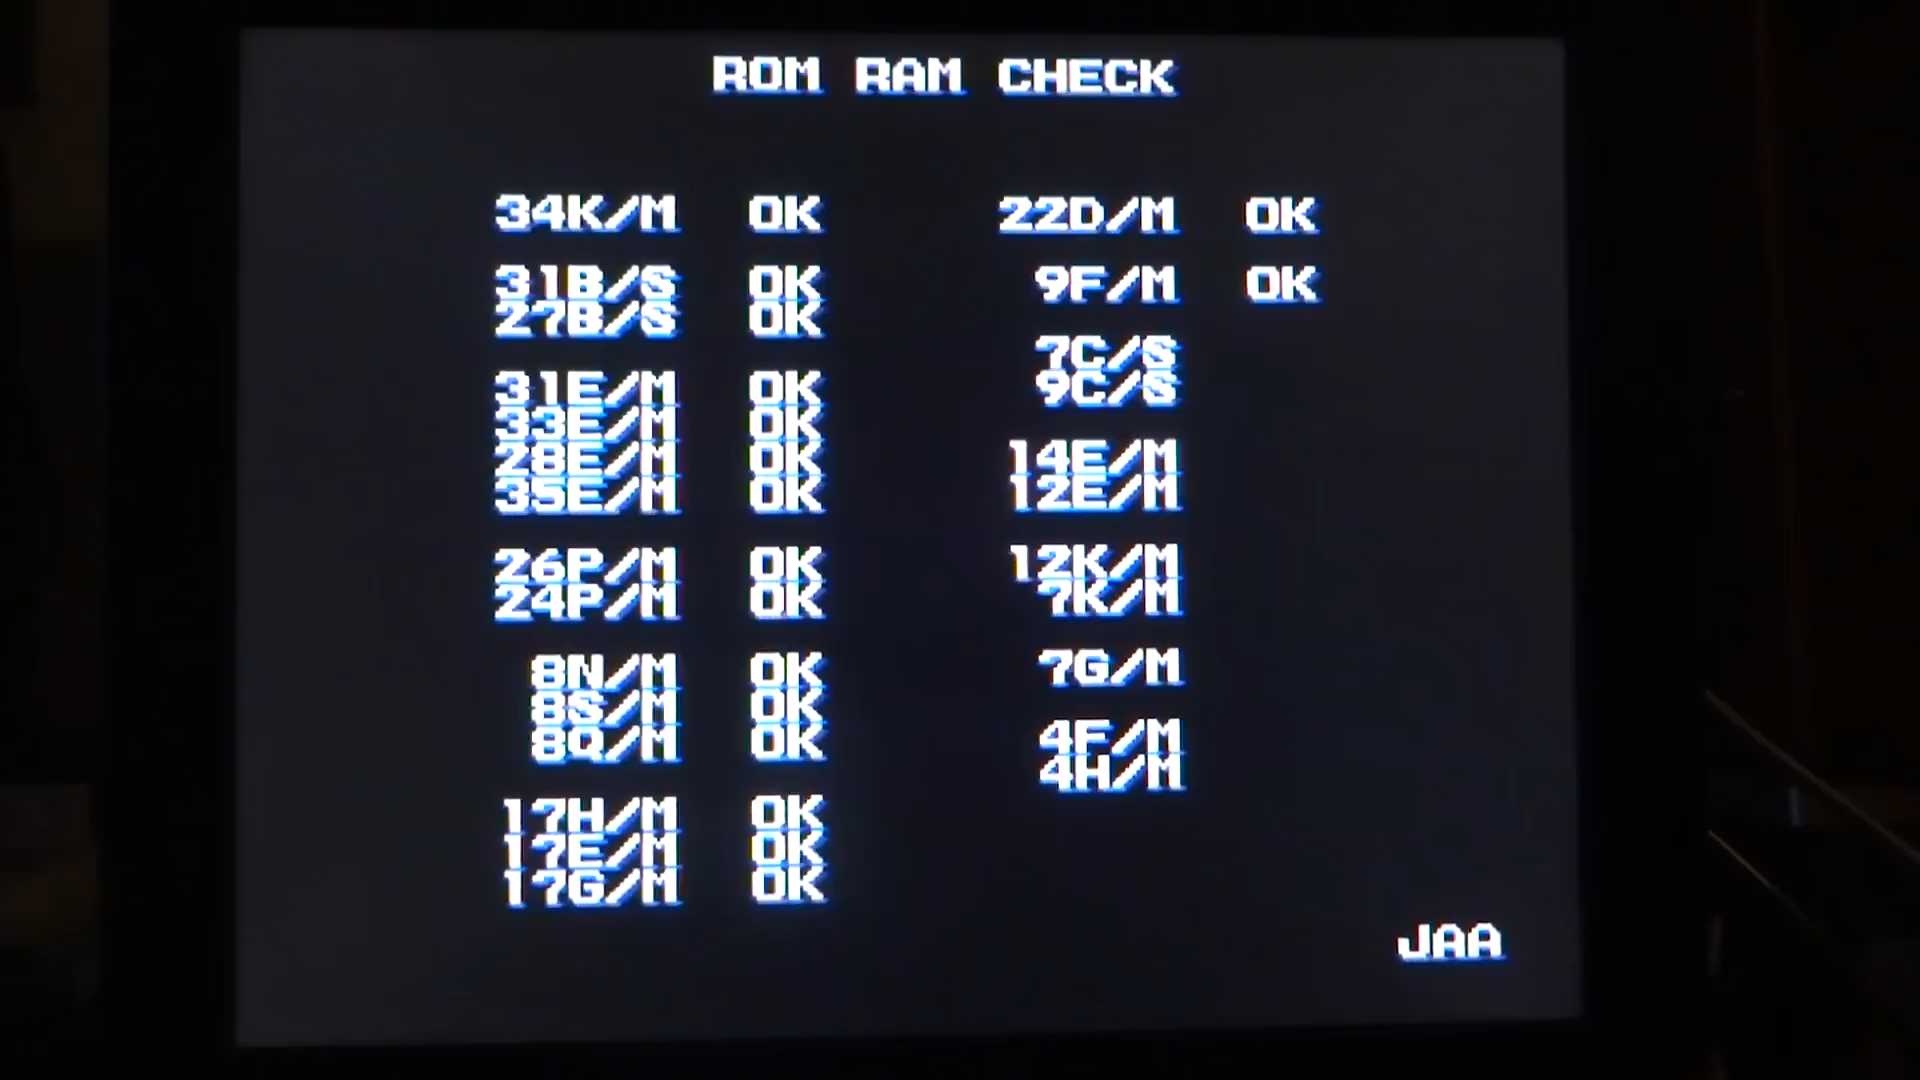 ROM RAM CHECK
34K/M OK 22D/M OK
31B/S OK 9F/M OK
27B/S OK
7C/S
31E/M OK 9C/S
33E/M OK
28E/M OK 14E/M
35E/M OK 12E/M
26P/M OK 12K/M
24P/M OK 7K/M
8N/M OK 7G/M
8S/M OK
8Q/M OK 4F/M
4H/M
17H/M OK
17E/M OK
17G/M OK
JAA